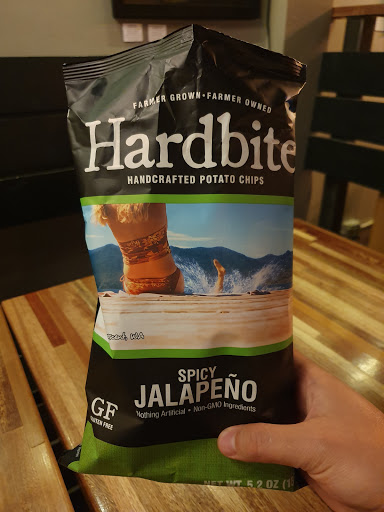 FARMER GROWN • FARMER OWNED
Hardbite
HANDCRAFTED POTATO CHIPS
SPICY
JALAPEÑO
Nothing Artificial • Non-GMO Ingredients
GF
GLUTEN FREE
NET WT. 5.2 OZ